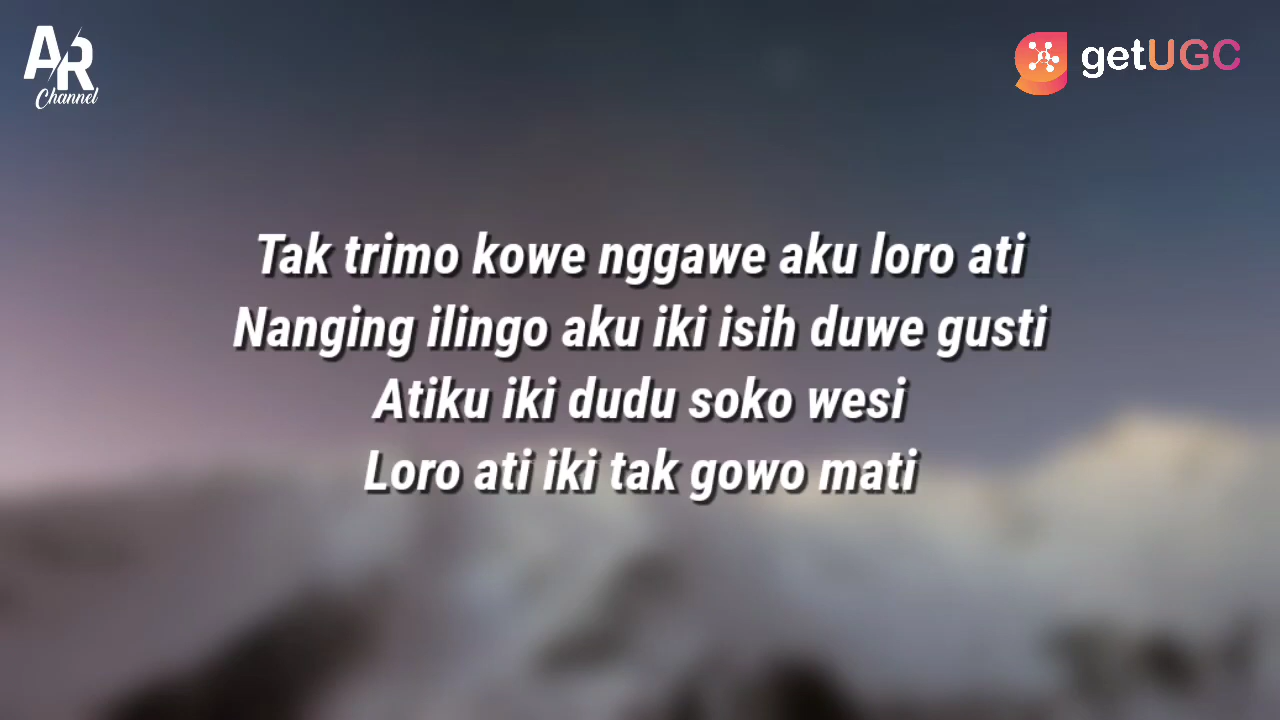 AR
Channel
getUGC
Tak trimo kowe nggawe aku loro ati
Nanging ilingo aku iki isih duwe gusti
Atiku iki dudu soko wesi
Loro ati iki tak gowo mati